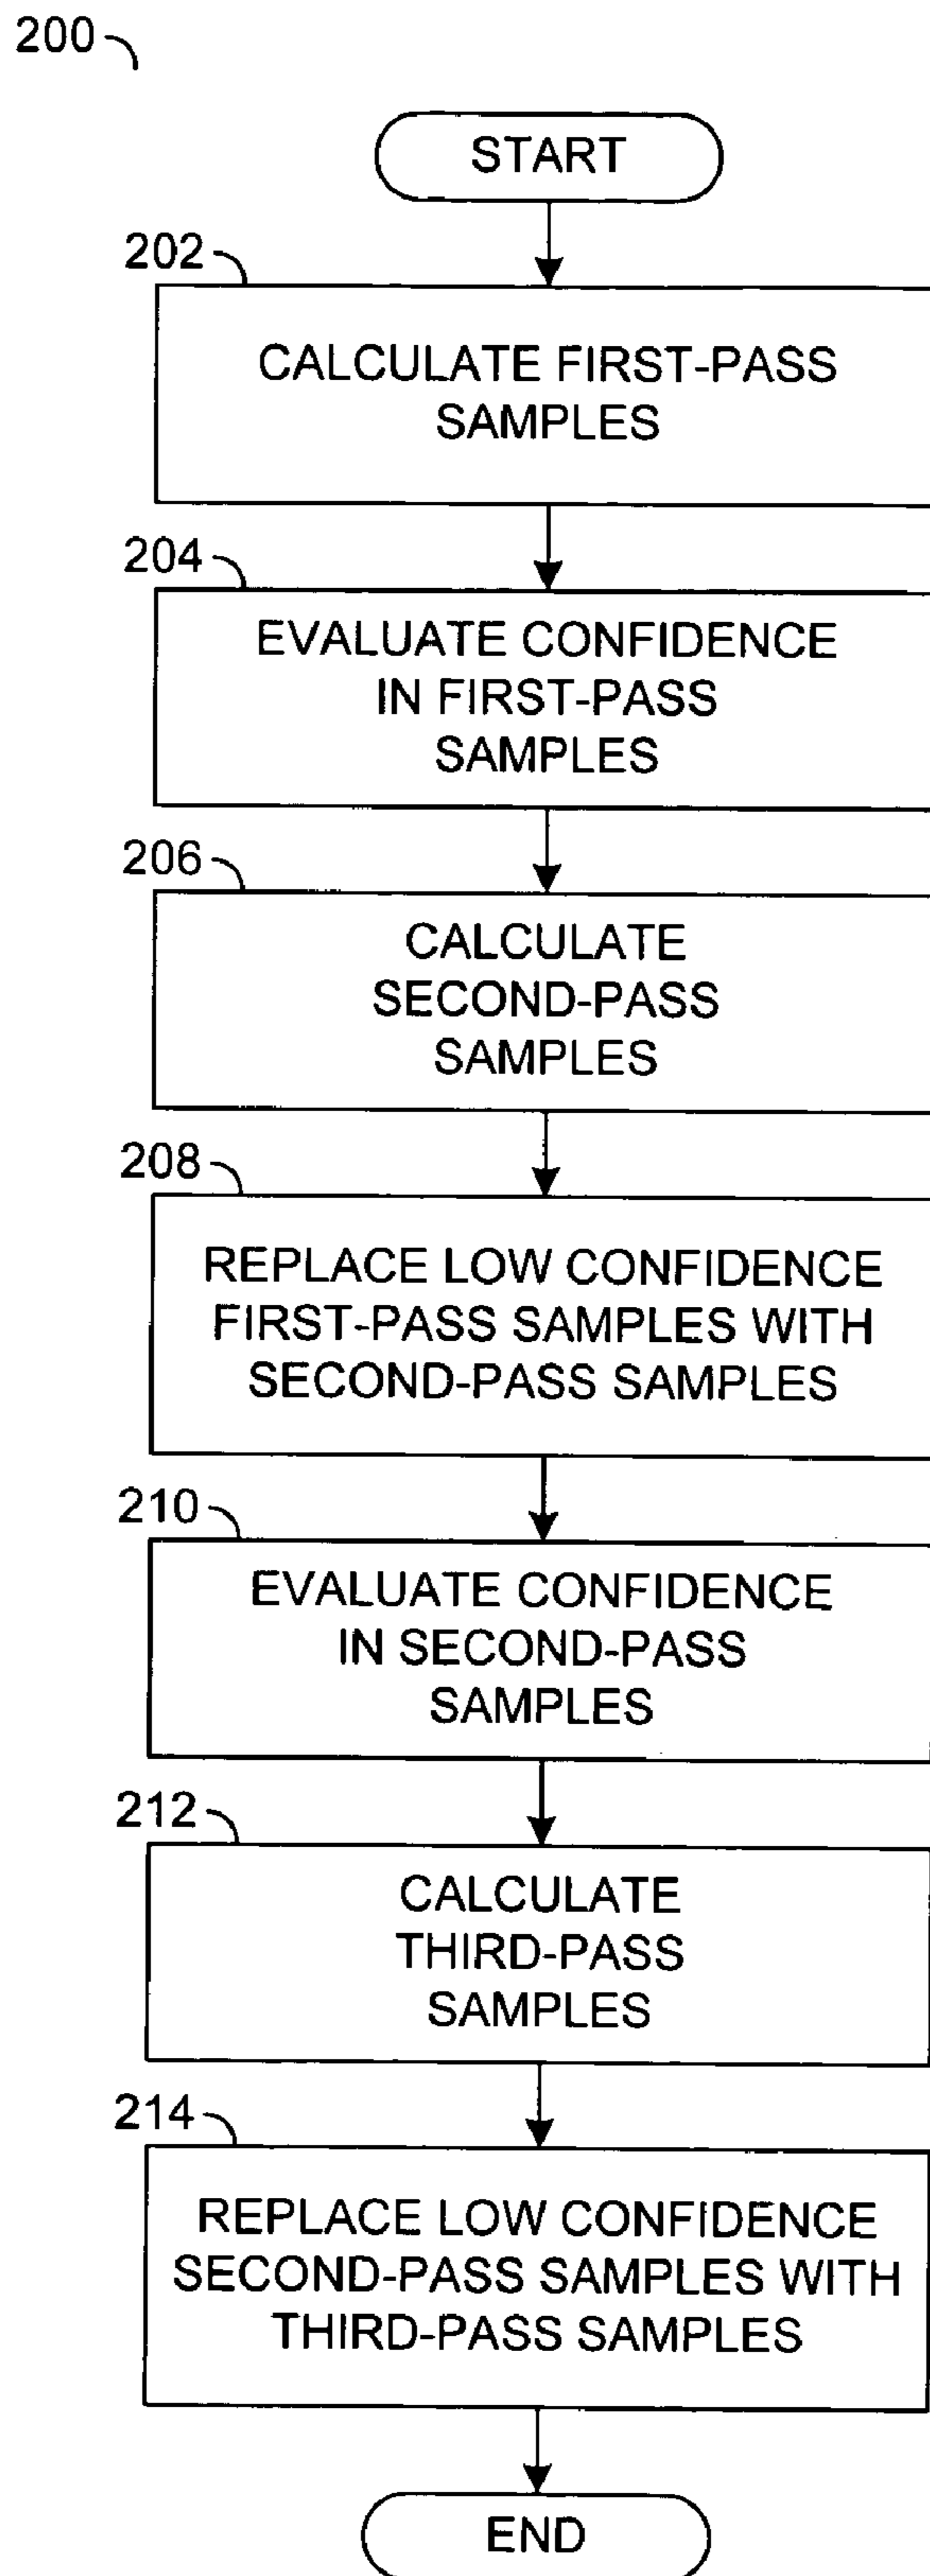 200
START
202
CALCULATE FIRST-PASS
SAMPLES
204
EVALUATE CONFIDENCE
IN FIRST-PASS
SAMPLES
206
CALCULATE
SECOND-PASS
SAMPLES
208
REPLACE LOW CONFIDENCE
FIRST-PASS SAMPLES WITH
SECOND-PASS SAMPLES
210
EVALUATE CONFIDENCE
IN SECOND-PASS
SAMPLES
212
CALCULATE
THIRD-PASS
SAMPLES
214
REPLACE LOW CONFIDENCE
SECOND-PASS SAMPLES WITH
THIRD-PASS SAMPLES
END